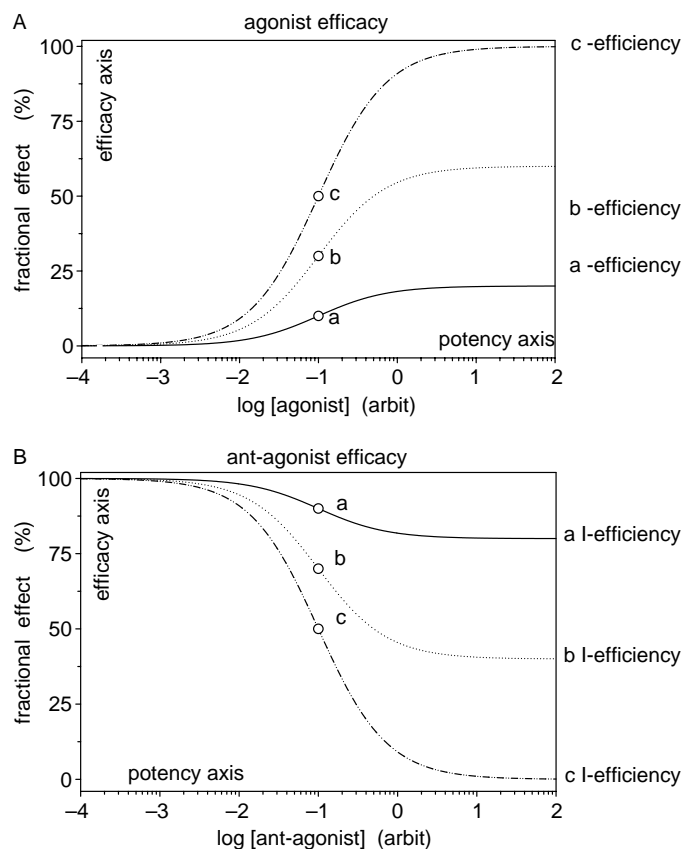 A
agonist efficacy
fractional effect (%)
efficacy axis
100
75
50
25
0
c
b
a
c -efficiency
b -efficiency
a -efficiency
potency axis
–4 –3 –2 –1 0 1 2
log [agonist] (arbit)
B
ant-agonist efficacy
fractional effect (%)
efficacy axis
100
75
50
25
0
a
b
c
a I-efficiency
b I-efficiency
c I-efficiency
potency axis
–4 –3 –2 –1 0 1 2
log [ant-agonist] (arbit)